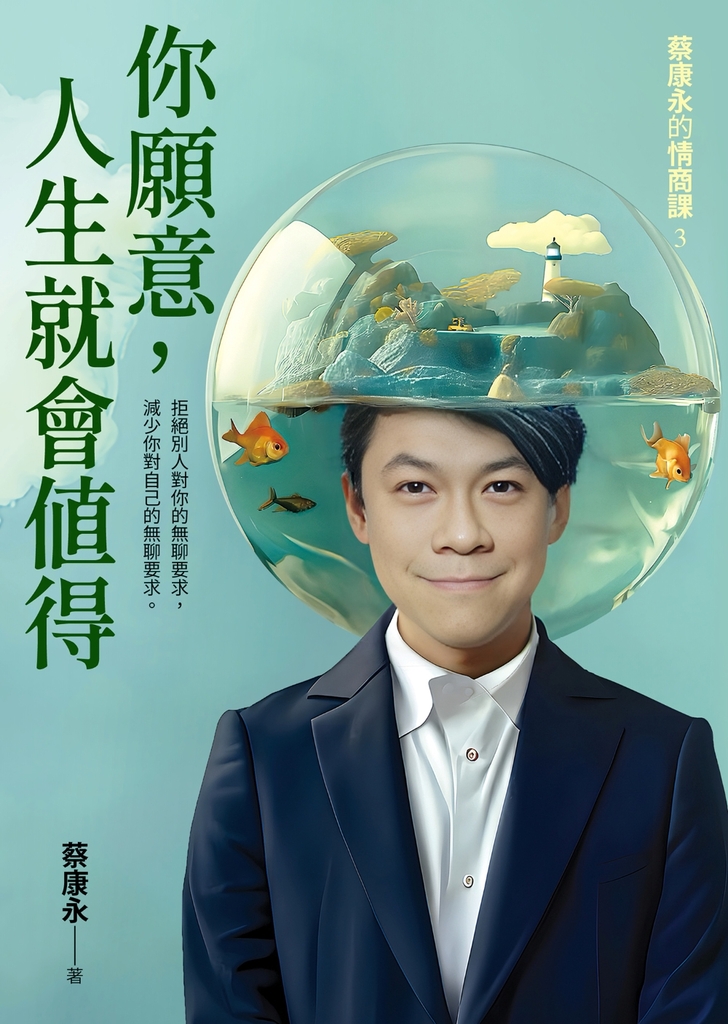 蔡康永的情商課 3
你願意，
人生就會值得
拒絕別人對你的無聊要求，
減少你對自己的無聊要求。
蔡康永——著